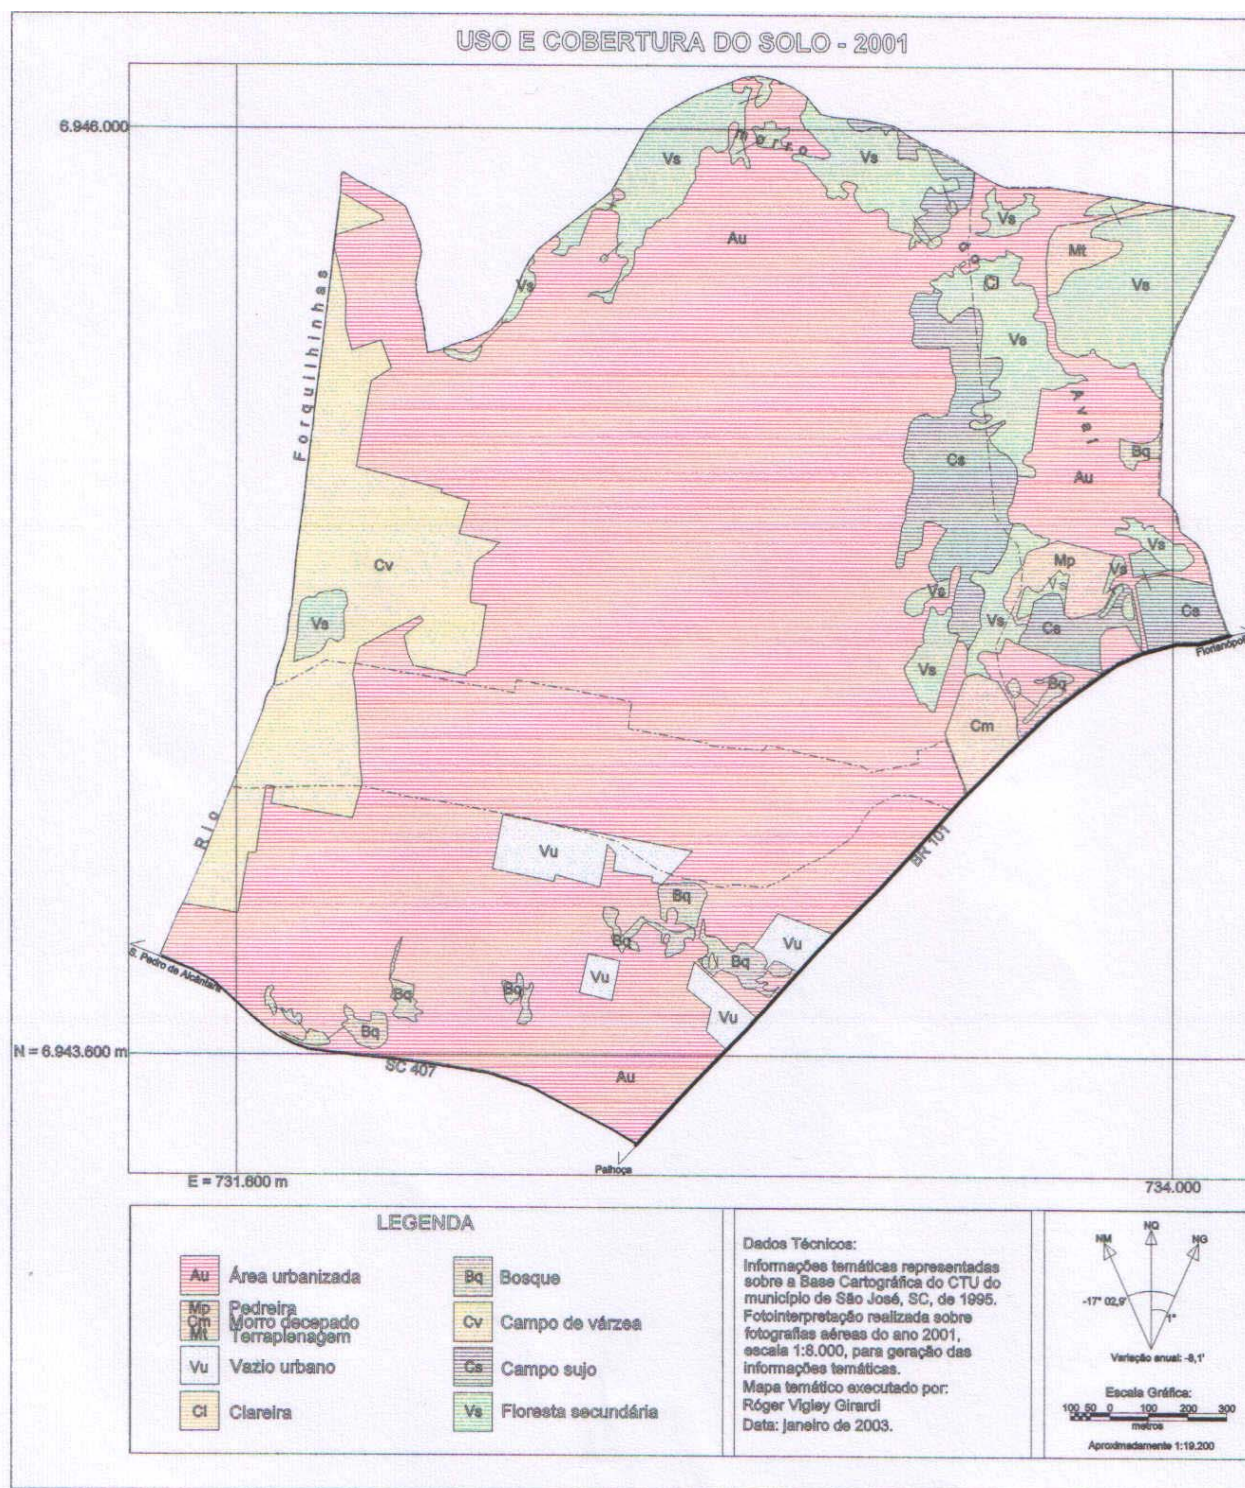 USO E COBERTURA DO SOLO - 2001
6.946.000
morro
Vs
Vs
Vs
Au
do
Mt
Vs
Cl
Vs
Vs
Forquilhinhas
Avaí
Bq
Au
Cs
Vs
Cv
Mp
Vs
Vs
Vs
Cs
Vs
Vs
Cs
Vs
Florianópolis
Bq
Cm
Rio
BR 101
Vu
Bq
Bq
Vu
Bq
Vu
S. Pedro de Alcântara
Bq
Bq
Bq
Vu
N = 6.943.600 m
SC 407
Au
Palhoça
E = 731.600 m
734.000
LEGENDA
Au Área urbanizada
Mp Pedreira
Cm Morro decepado
Mt Terraplenagem
Vu Vazio urbano
Cl Clareira
Bq Bosque
Cv Campo de várzea
Cs Campo sujo
Vs Floresta secundária
Dados Técnicos:
Informações temáticas representadas
sobre a Base Cartográfica do CTU do
município de São José, SC, de 1995.
Fotointerpretação realizada sobre
fotografias aéreas do ano 2001,
escala 1:8.000, para geração das
informações temáticas.
Mapa temático executado por:
Róger Vigley Girardi
Data: janeiro de 2003.
NM NQ NG
-17° 02,9'
1°
Variação anual: -8,1'
Escala Gráfica:
100 50 0 100 200 300
metros
Aproximadamente 1:19.200